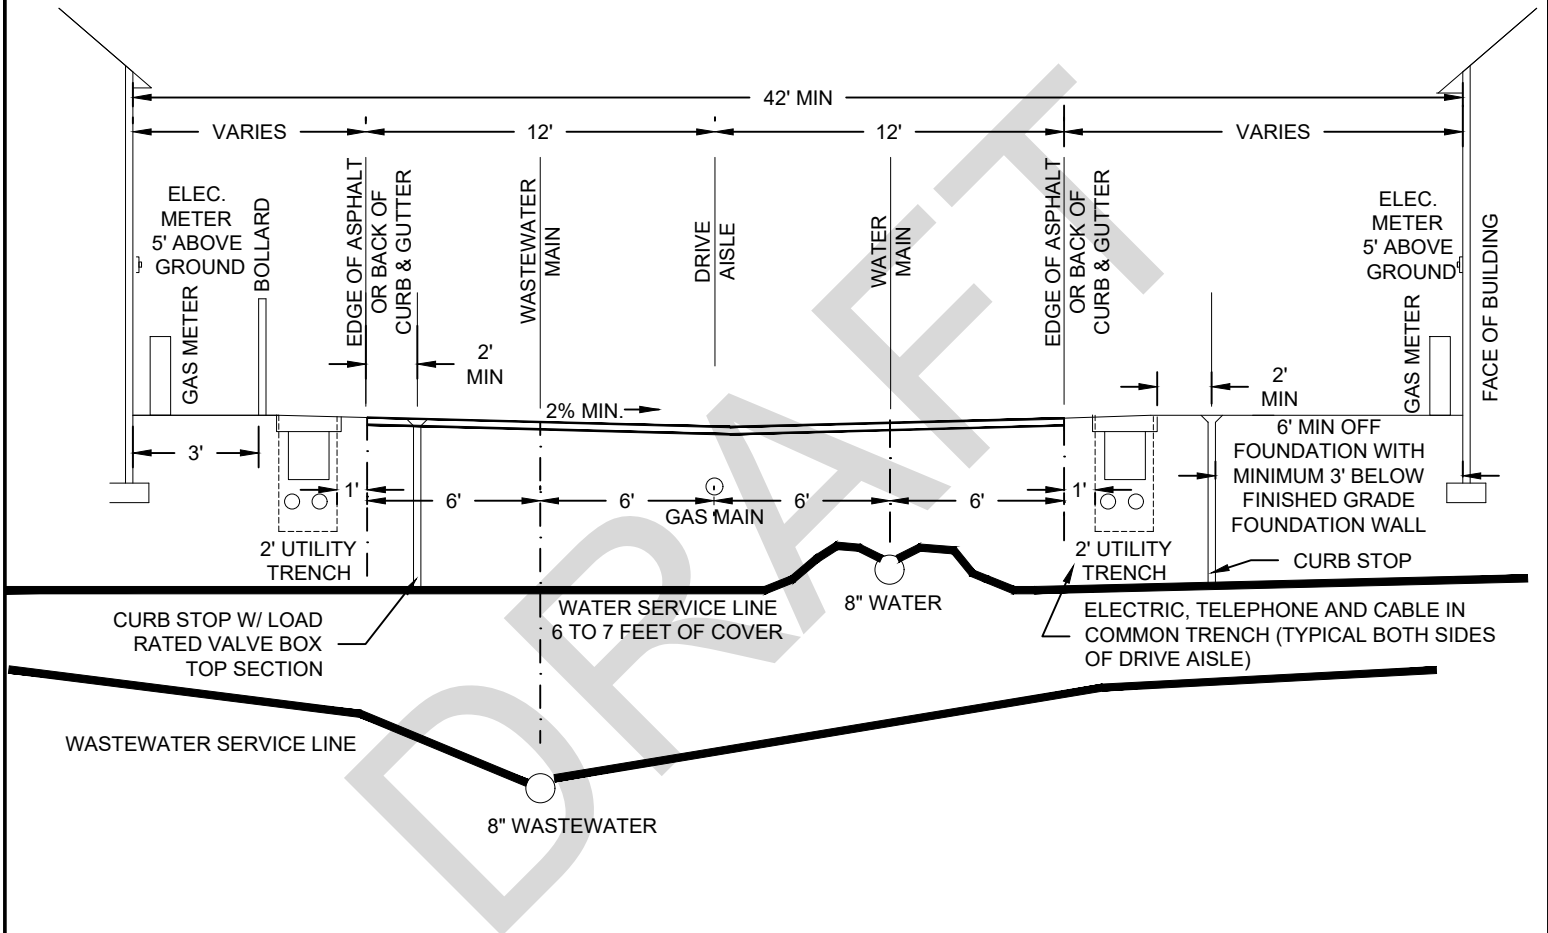 42' MIN
VARIES
12'
12'
VARIES
ELEC.
METER
5' ABOVE
GROUND
BOLLARD
GAS METER
EDGE OF ASPHALT
OR BACK OF
CURB & GUTTER
WASTEWATER
MAIN
DRIVE
AISLE
WATER
MAIN
EDGE OF ASPHALT
OR BACK OF
CURB & GUTTER
ELEC.
METER
5' ABOVE
GROUND
GAS METER
FACE OF BUILDING
2'
MIN
2'
MIN
2% MIN.
3'
1'
6'
6'
GAS MAIN
6'
6'
1'
6' MIN OFF
FOUNDATION WITH
MINIMUM 3' BELOW
FINISHED GRADE
FOUNDATION WALL
2' UTILITY
TRENCH
2' UTILITY
TRENCH
CURB STOP
CURB STOP W/ LOAD
RATED VALVE BOX
TOP SECTION
WATER SERVICE LINE
6 TO 7 FEET OF COVER
8" WATER
ELECTRIC, TELEPHONE AND CABLE IN
COMMON TRENCH (TYPICAL BOTH SIDES
OF DRIVE AISLE)
WASTEWATER SERVICE LINE
8" WASTEWATER
DRAFT